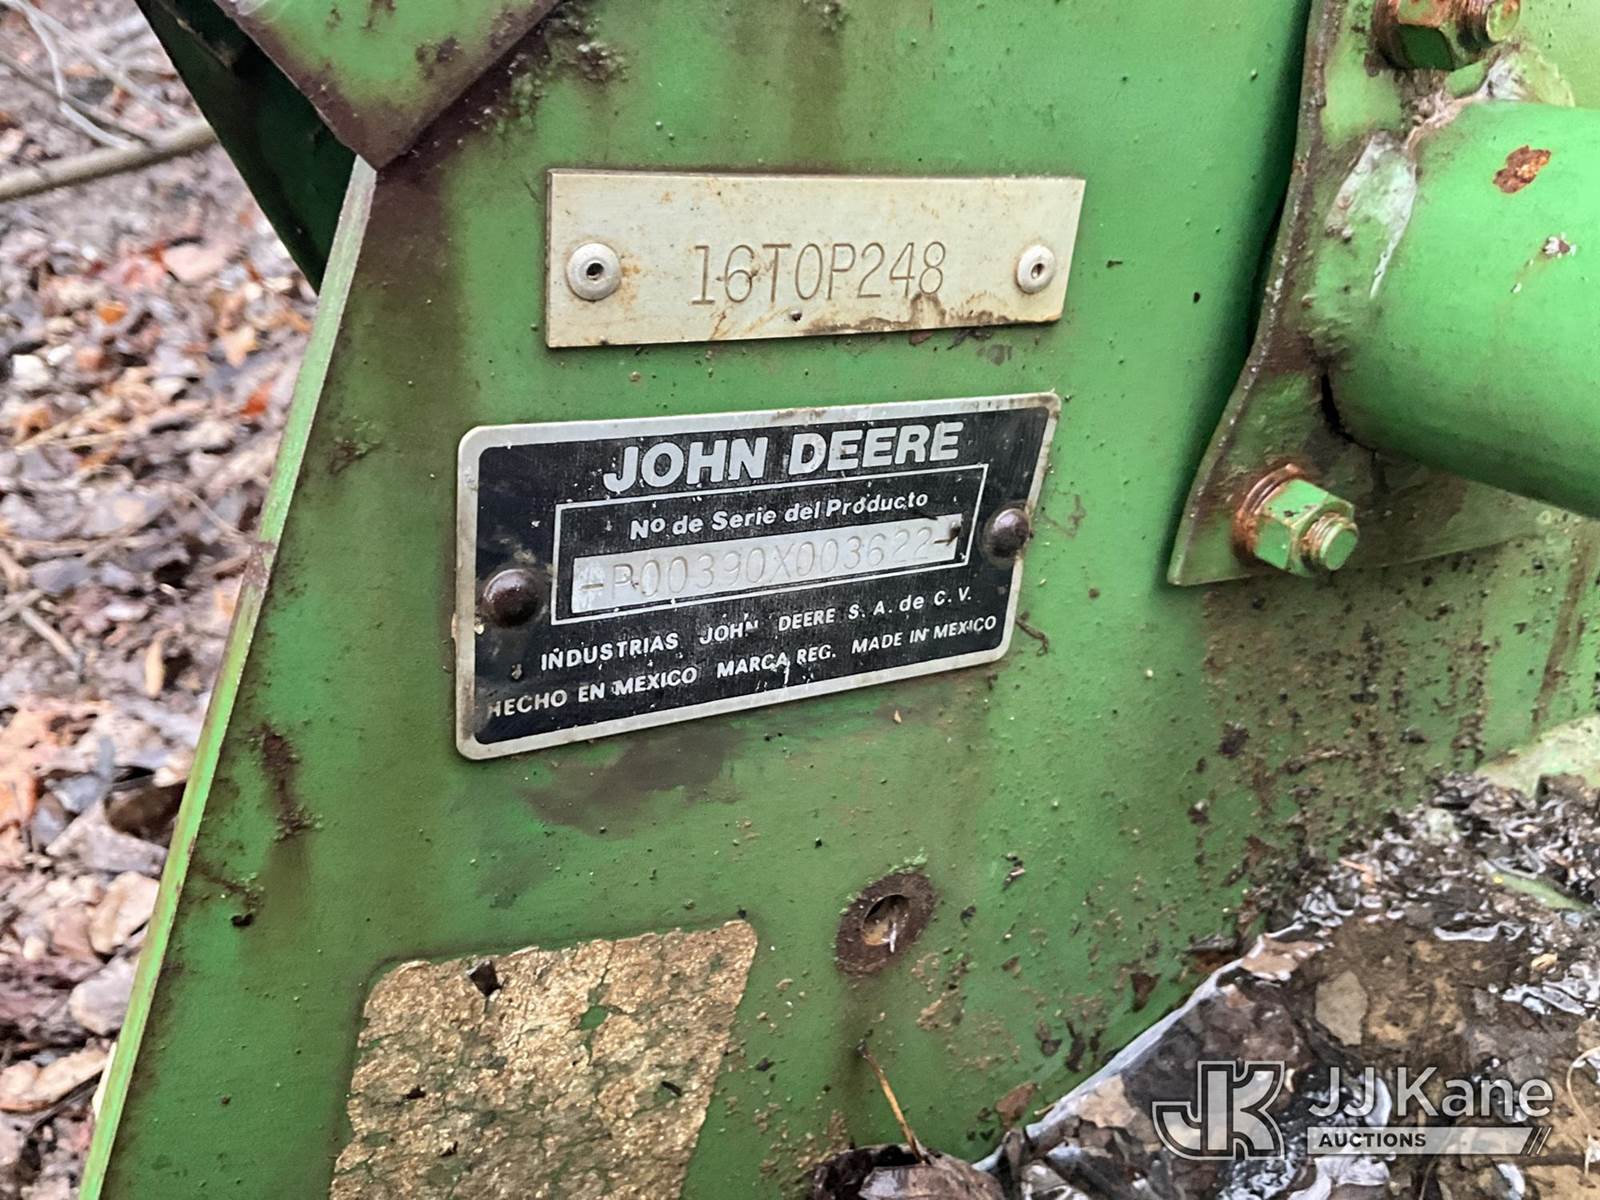 16T0P248
JOHN DEERE
Nº de Serie del Producto
P00390X003622
INDUSTRIAS JOHN DEERE S.A. de C.V.
HECHO EN MEXICO MARCA REG. MADE IN MEXICO
JK JJ Kane
AUCTIONS